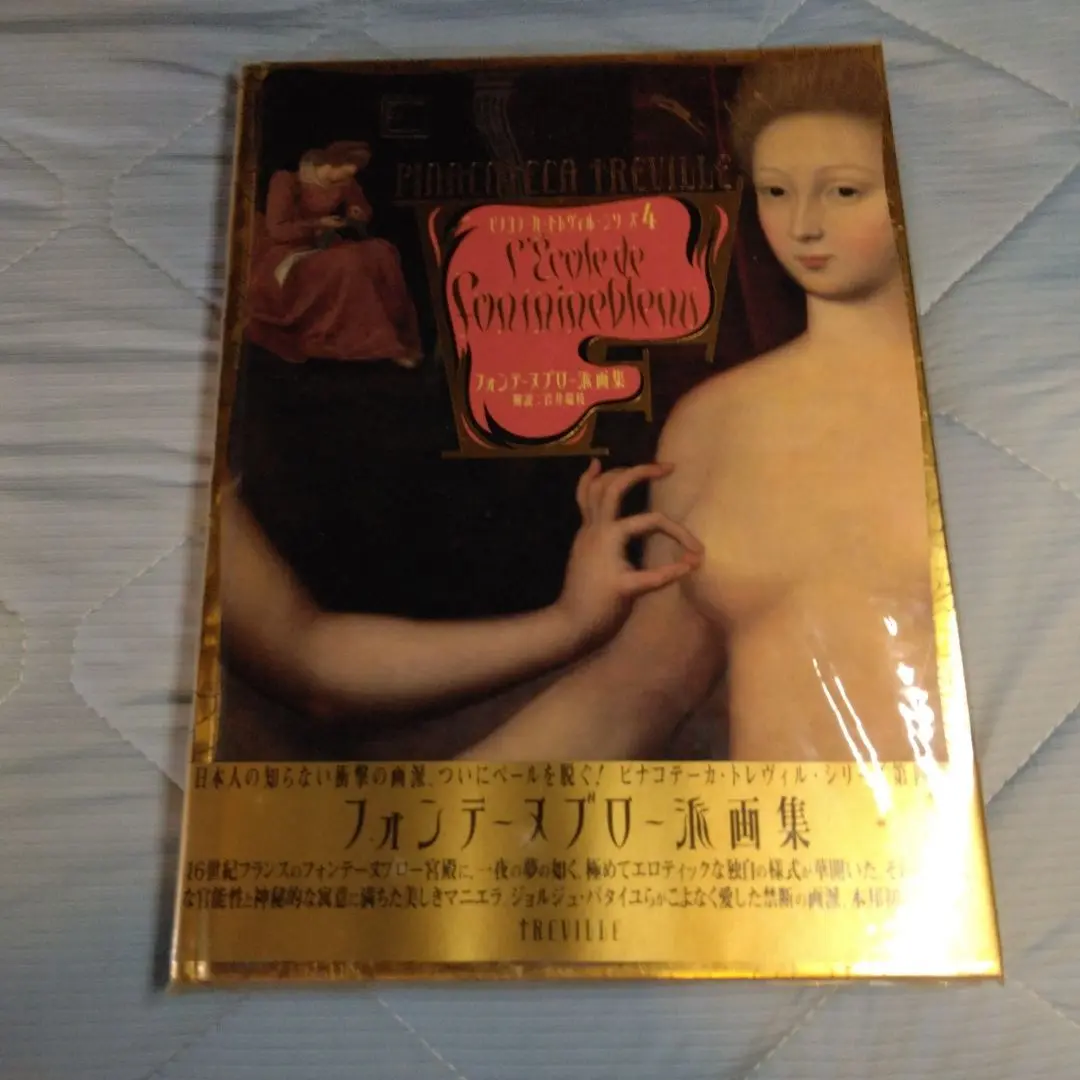 PINACOTECA TREVILLE
ピナコテーカ・トレヴィル・シリーズ4
l'Ecole de
Fontainebleau
フォンテーヌブロー派画集
解説:岩井瑞枝
日本人の知らない衝撃の画派、ついにベールを脱ぐ! ピナコテーカ・トレヴィル・シリーズ第
フォンテーヌブロー派画集
16世紀フランスのフォンテーヌブロー宮殿に、一夜の夢の如く、極めてエロティックな独自の様式が華開いた。
な官能性と神秘的な寓意に満ちた美しきマニエラ。ジョルジュ・バタイユらがこよなく愛した禁断の画派、本邦初
TREVILLE